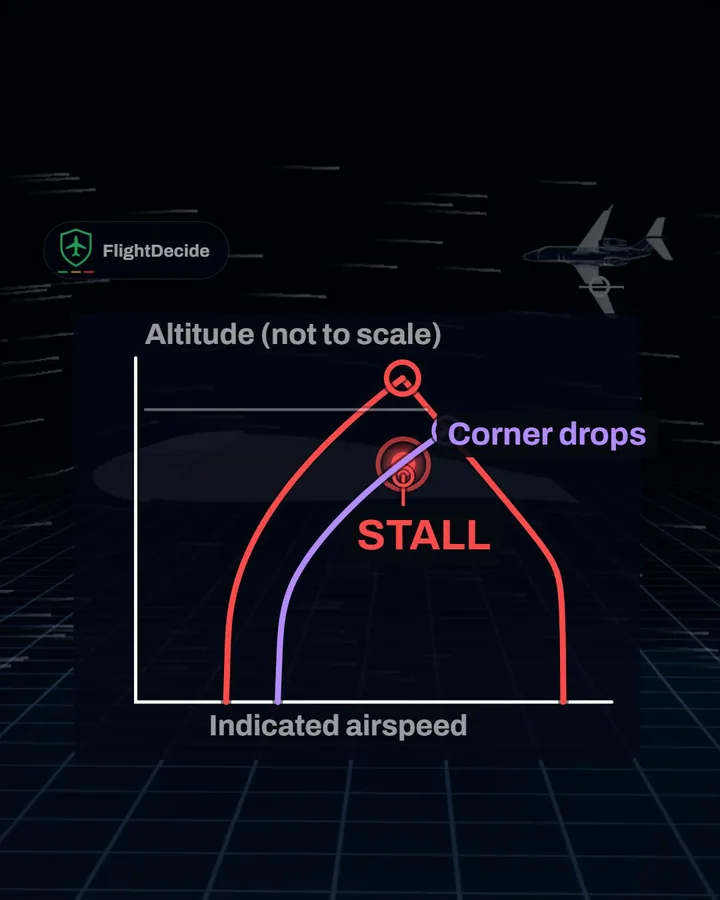 FlightDecide
Altitude (not to scale)
Corner drops
STALL
Indicated airspeed